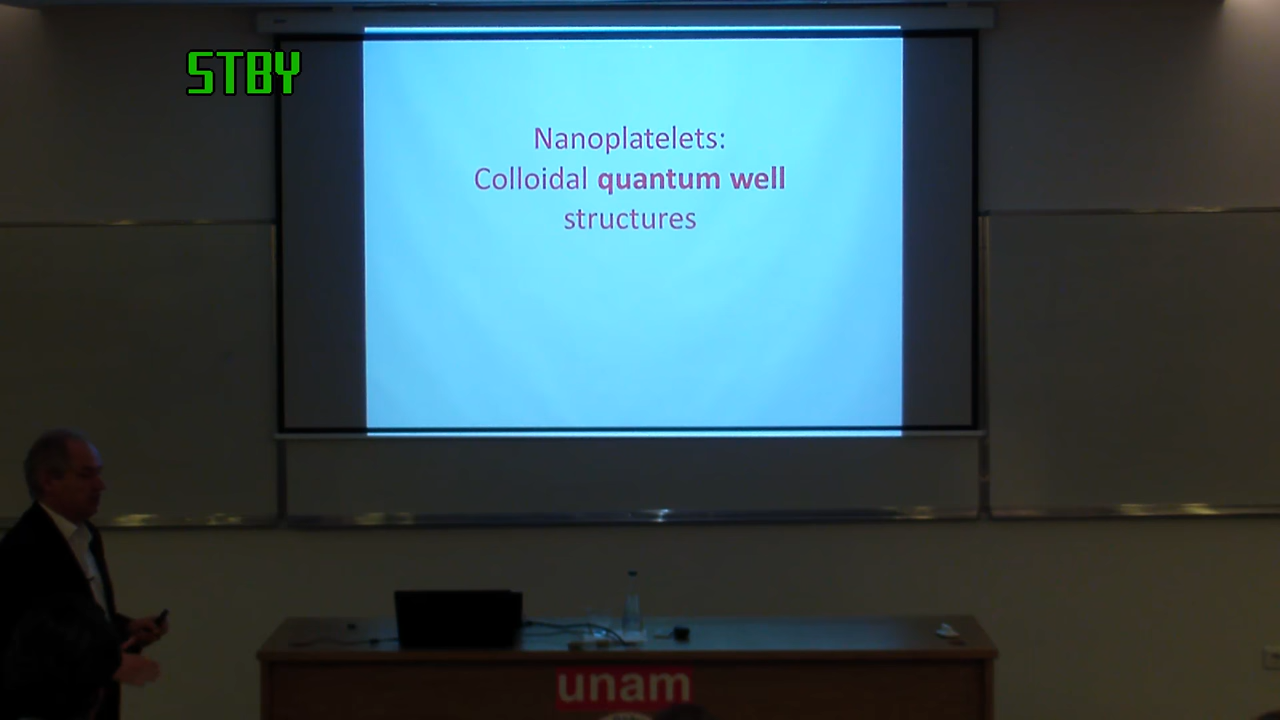 STBY
Nanoplatelets:
Colloidal quantum well
structures
unam